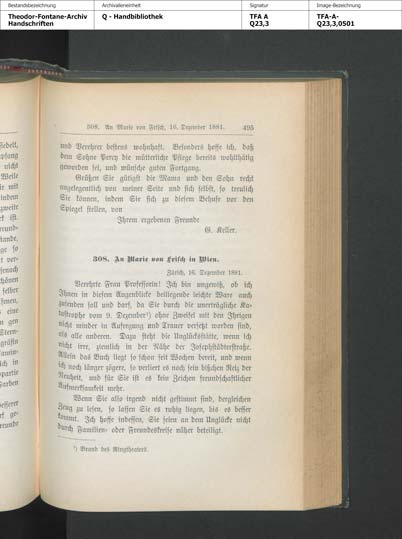 Bestandsbezeichnung
Archivalieneinheit
Signatur
Image-Bezeichnung
Theodor-Fontane-Archiv
Handschriften
Q - Handbibliothek
TFA A
Q23,3
TFA-A-
Q23,3,0501
308. An Marie von Frisch, 16. Dezember 1881. 495
und Verehrer bestens wohnhaft. Besonders hoffe ich, daß
dem Sohne Percy die mütterliche Pflege bereits wohlthätig
geworden sei, und wünsche guten Fortgang.
Grüßen Sie gütigst die Mama und den Sohn recht
angelegentlich von meiner Seite und sich selbst, so treulich
Sie können, indem Sie sich zu diesem Behufe vor den
Spiegel stellen, von
Ihrem ergebenen Freunde
G. Keller.
308. An Marie von Frisch in Wien.
Zürich, 16. Dezember 1881.
Verehrte Frau Professorin! Ich bin ungewiß, ob ich
Ihnen in diesem Augenblicke beiliegende leichte Ware auch
zusenden soll und darf, da Sie durch die unerträgliche Ka-
tastrophe vom 9. Dezember¹) ohne Zweifel mit den Ihrigen
nicht minder in Aufregung und Trauer versetzt worden sind,
als alle anderen. Dazu steht die Unglücksstätte, wenn ich
nicht irre, ziemlich in der Nähe der Josephstädterstraße.
Allein das Buch liegt so schon seit Wochen bereit, und wenn
ich noch länger zögere, so verliert es noch sein bißchen Reiz der
Neuheit, und für Sie ist es kein Zeichen freundschaftlicher
Aufmerksamkeit mehr.
Wenn Sie also irgend nicht gestimmt sind, dergleichen
Zeug zu lesen, so lassen Sie es ruhig liegen, bis es besser
kommt. Ich hoffe indessen, Sie seien an dem Unglücke nicht
durch Familien- oder Freundeskreise näher beteiligt.
¹) Brand des Ringtheaters.